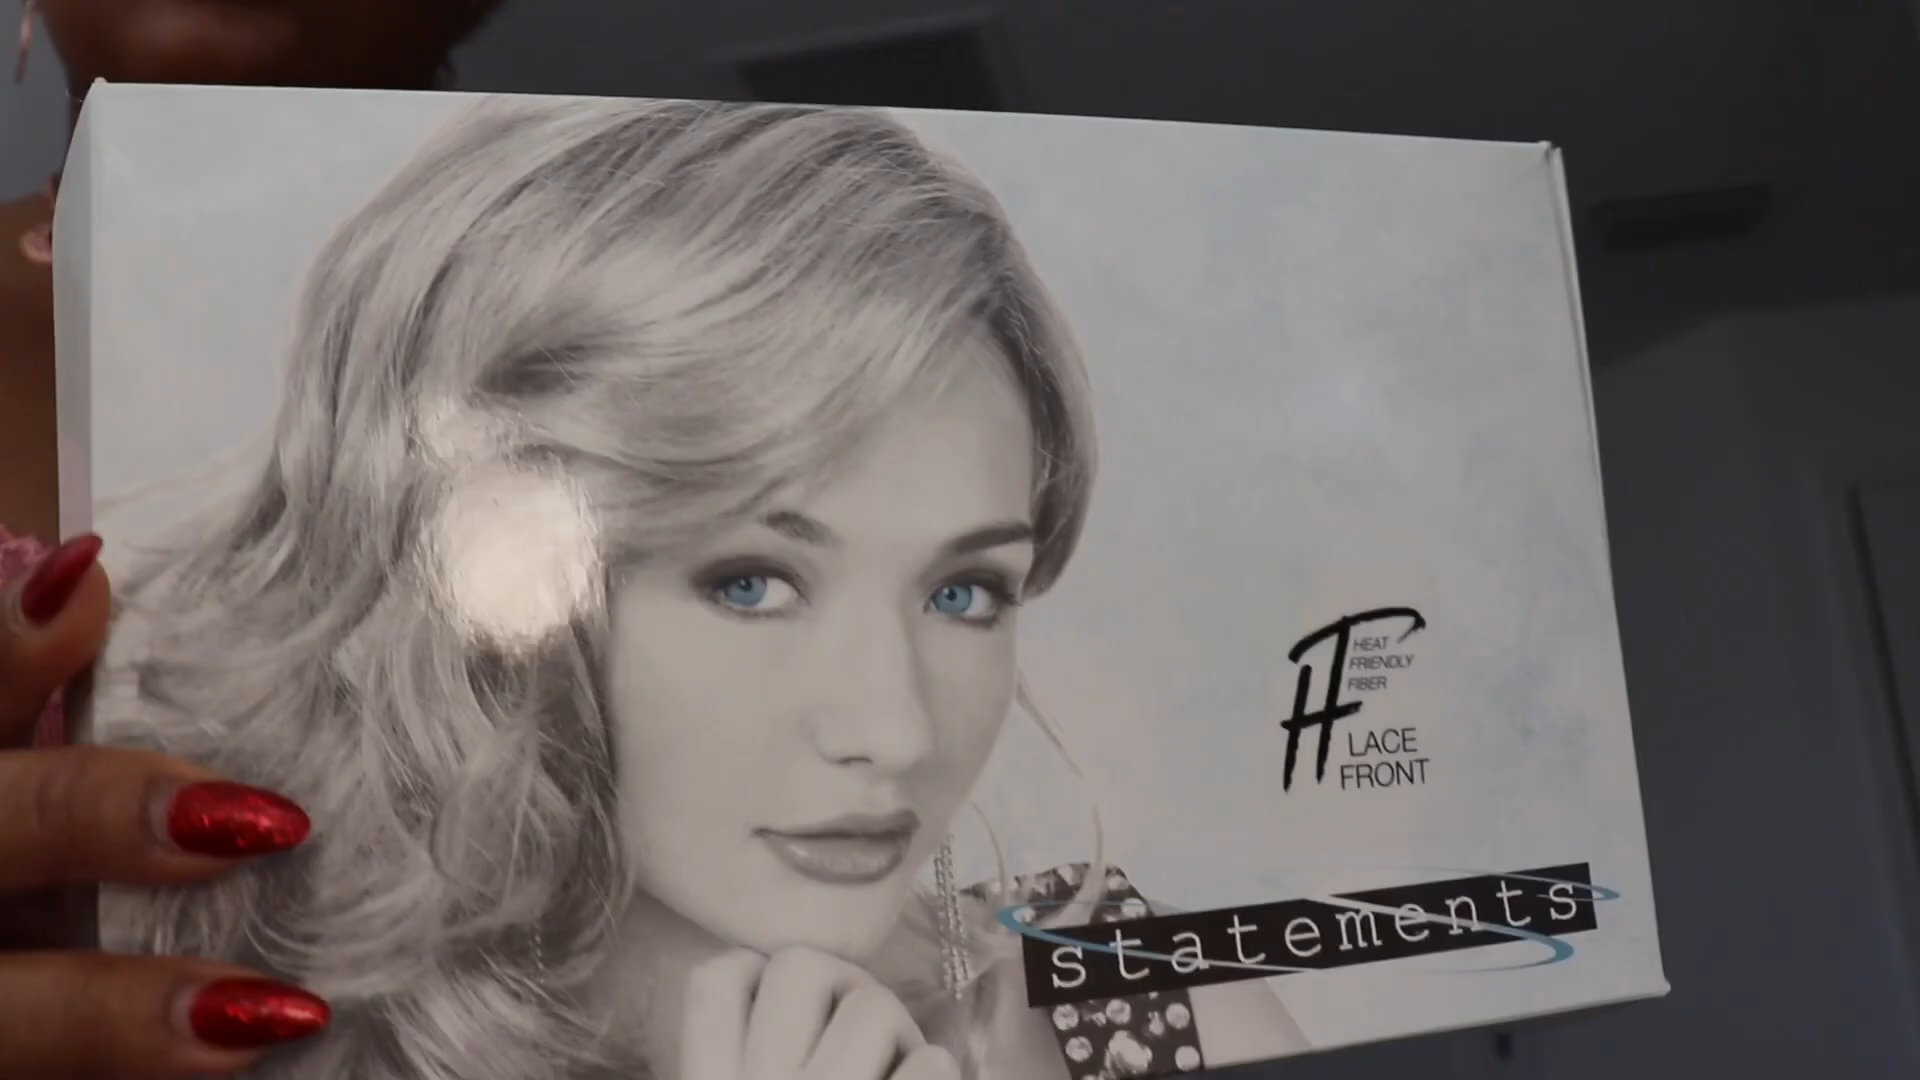 HEAT
FRIENDLY
FIBER
HF
LACE
FRONT
statements